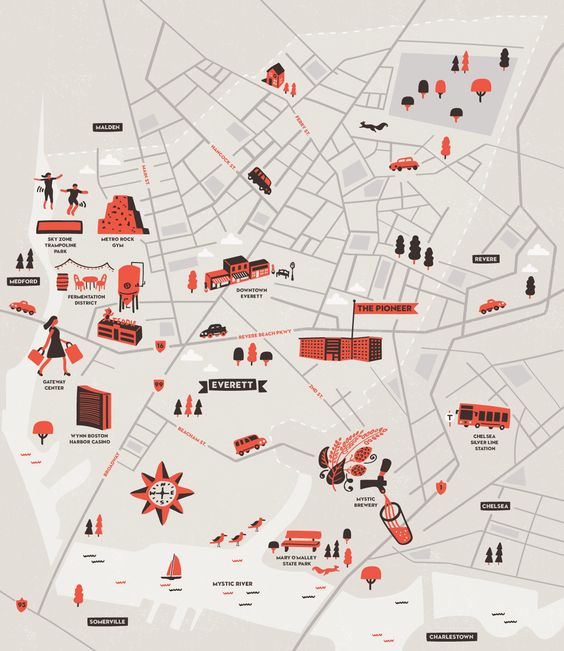 MALDEN
FERRY ST.
HANCOCK ST.
MAIN ST.
SKY ZONE
TRAMPOLINE
PARK
METRO ROCK
GYM
MEDFORD
REVERE
FERMENTATION
DISTRICT
DOWNTOWN
EVERETT
THE PIONEER
REVERE BEACH PKWY
16
GATEWAY
CENTER
99
EVERETT
2ND ST.
WYNN BOSTON
HARBOR CASINO
BEACHAM ST.
BROADWAY
T
CHELSEA
SILVER LINE
STATION
1
MYSTIC
BREWERY
CHELSEA
N
E
S
W
MARY O'MALLEY
STATE PARK
MYSTIC RIVER
93
SOMERVILLE
CHARLESTOWN